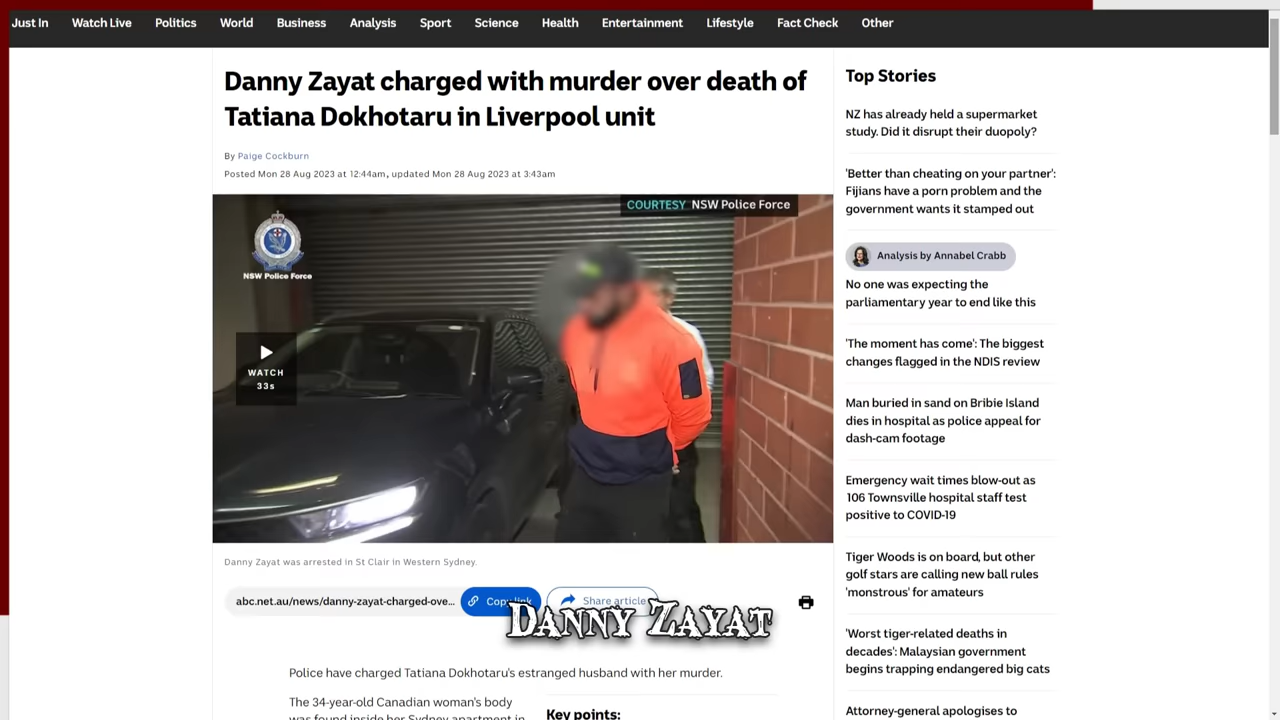 Just In Watch Live Politics World Business Analysis Sport Science Health Entertainment Lifestyle Fact Check Other
Danny Zayat charged with murder over death of
Tatiana Dokhotaru in Liverpool unit
By Paige Cockburn
Posted Mon 28 Aug 2023 at 12:44am, updated Mon 28 Aug 2023 at 3:43am
COURTESY NSW Police Force
NSW Police Force
WATCH
33s
Danny Zayat was arrested in St Clair in Western Sydney.
abc.net.au/news/danny-zayat-charged-ove... Copy link Share article
DANNY ZAYAT
Police have charged Tatiana Dokhotaru's estranged husband with her murder.
The 34-year-old Canadian woman's body
was found inside her Sydney apartment in
Key points:
Top Stories
NZ has already held a supermarket
study. Did it disrupt their duopoly?
'Better than cheating on your partner':
Fijians have a porn problem and the
government wants it stamped out
Analysis by Annabel Crabb
No one was expecting the
parliamentary year to end like this
'The moment has come': The biggest
changes flagged in the NDIS review
Man buried in sand on Bribie Island
dies in hospital as police appeal for
dash-cam footage
Emergency wait times blow-out as
106 Townsville hospital staff test
positive to COVID-19
Tiger Woods is on board, but other
golf stars are calling new ball rules
'monstrous' for amateurs
'Worst tiger-related deaths in
decades': Malaysian government
begins trapping endangered big cats
Attorney-general apologises to